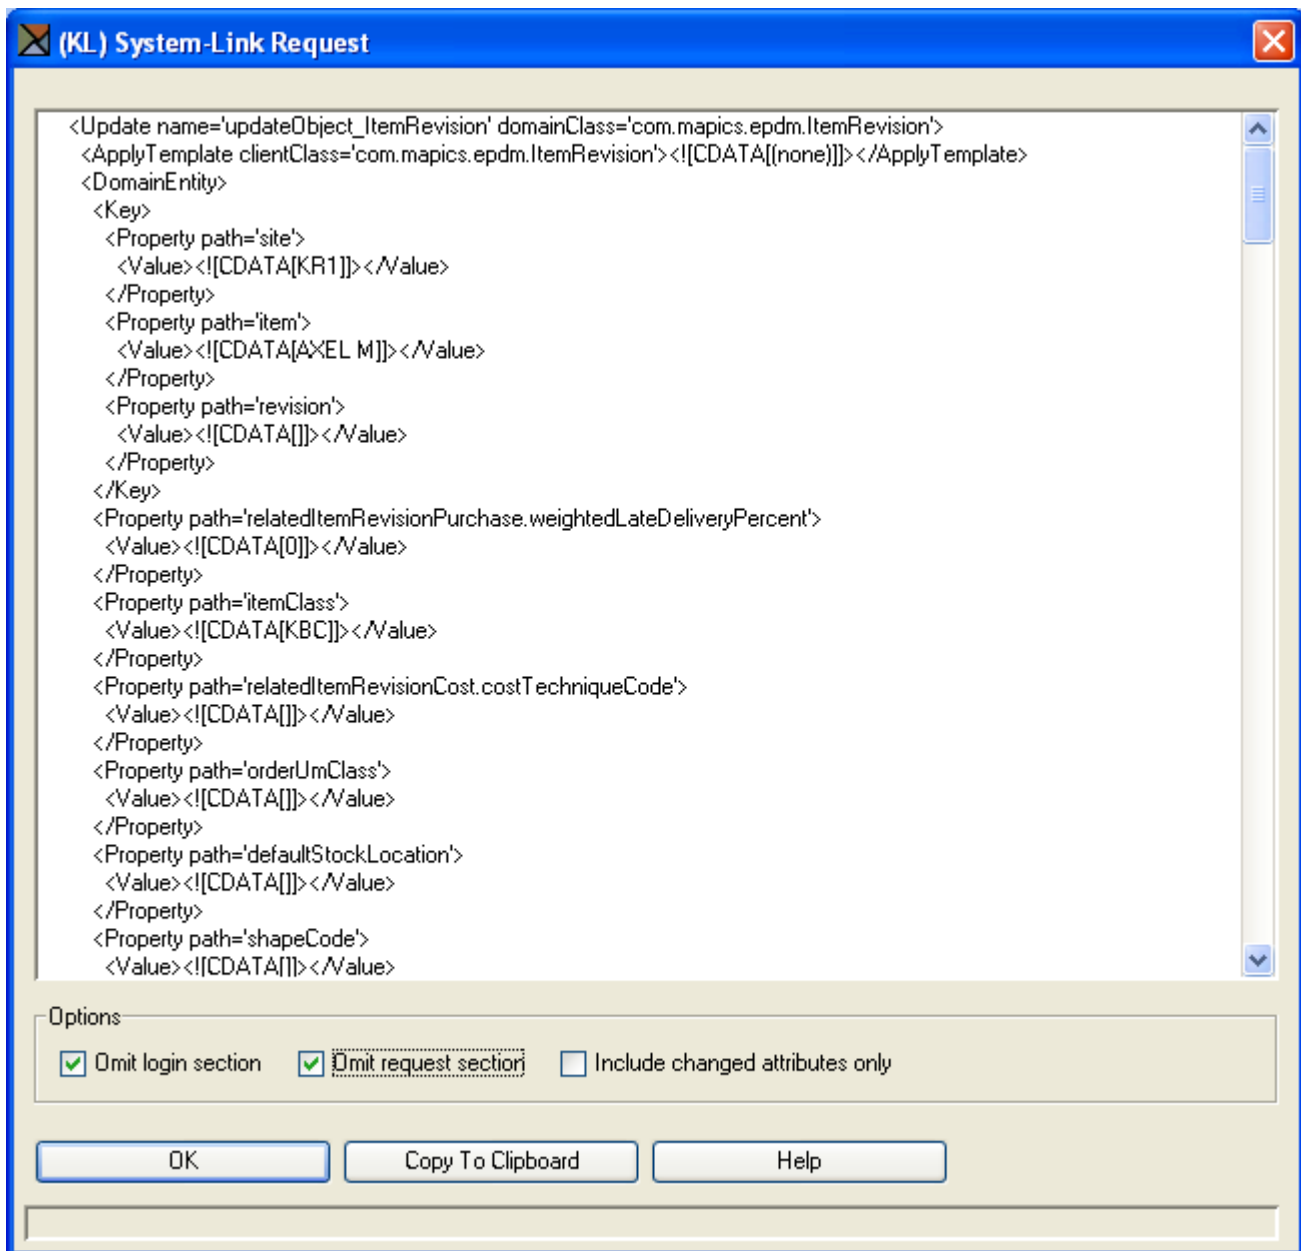 (KL) System-Link Request
<Update name='updateObject_ItemRevision' domainClass='com.mapics.epdm.ItemRevision'>
<ApplyTemplate clientClass='com.mapics.epdm.ItemRevision'><![CDATA[(none)]]></ApplyTemplate>
<DomainEntity>
<Key>
<Property path='site'>
<Value><![CDATA[KR1]]></Value>
</Property>
<Property path='item'>
<Value><![CDATA[AXEL M]]></Value>
</Property>
<Property path='revision'>
<Value><![CDATA[]]></Value>
</Property>
</Key>
<Property path='relatedItemRevisionPurchase.weightedLateDeliveryPercent'>
<Value><![CDATA[0]]></Value>
</Property>
<Property path='itemClass'>
<Value><![CDATA[KBC]]></Value>
</Property>
<Property path='relatedItemRevisionCost.costTechniqueCode'>
<Value><![CDATA[]]></Value>
</Property>
<Property path='orderUmClass'>
<Value><![CDATA[]]></Value>
</Property>
<Property path='defaultStockLocation'>
<Value><![CDATA[]]></Value>
</Property>
<Property path='shapeCode'>
<Value><![CDATA[]]></Value>
Options
Omit login section Omit request section Include changed attributes only
OK Copy To Clipboard Help